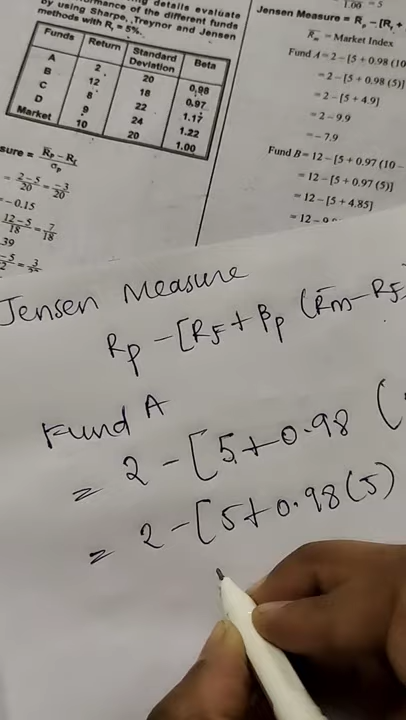 details evaluate
of the different funds
by using Sharpe, Treynor and Jensen
methods with Rf = 5%.
Funds Return Standard Deviation Beta
A 2 20 0.98
B 12 18 0.97
C 8 22 1.17
D 9 24 1.22
Market 10 20 1.00
= (R̄p − Rf) / σp
= (2−5)/20 = −3/20
= −0.15
(12−5)/18 = 7/18
39
1.00 = 5
Jensen Measure = Rp − [Rf +
R̄m = Market Index
Fund A = 2 − [5 + 0.98 (10
= 2 − [5 + 0.98 (5)]
= 2 − [5 + 4.9]
= 2 − 9.9
= − 7.9
Fund B = 12 − [5 + 0.97 (10 −
= 12 − [5 + 0.97 (5)]
= 12 − [5 + 4.85]
Jensen Measure
Rp − [Rf + βp (R̄m − Rf
Fund A
= 2 − [5 + 0.98 (
= 2 − [5 + 0.98 (5)